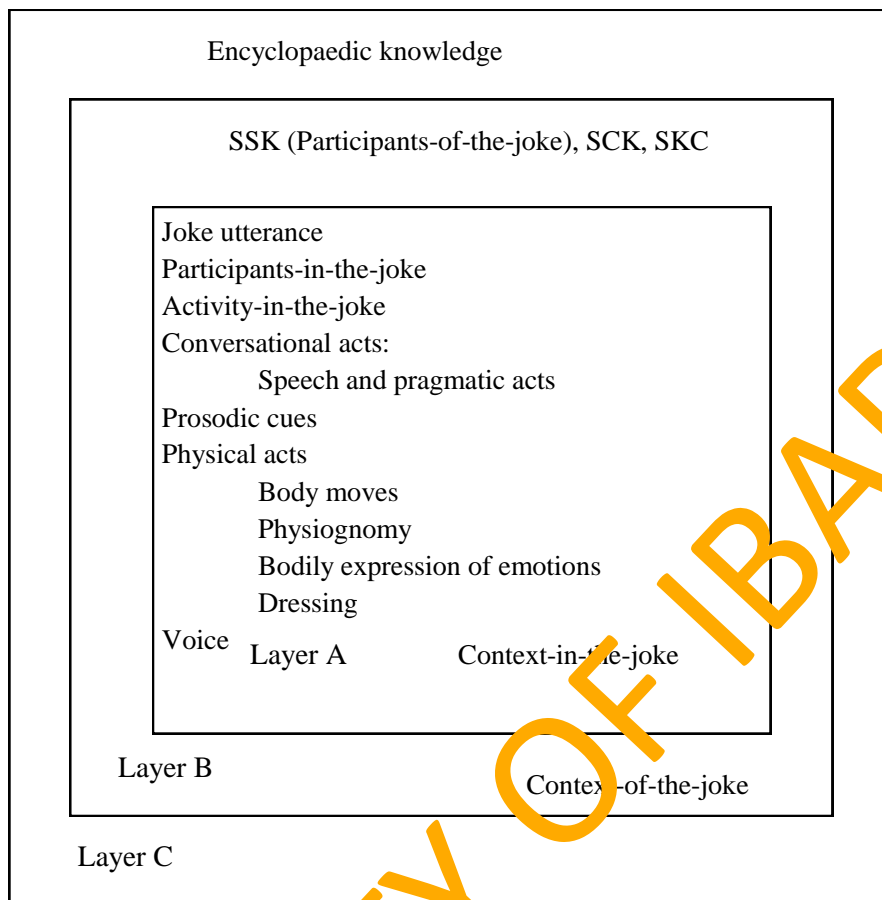 Encyclopaedic knowledge
SSK (Participants-of-the-joke), SCK, SKC
Joke utterance
Participants-in-the-joke
Activity-in-the-joke
Conversational acts:
Speech and pragmatic acts
Prosodic cues
Physical acts
Body moves
Physiognomy
Bodily expression of emotions
Dressing
Voice
Layer A Context-in-the-joke
Layer B
Context-of-the-joke
Layer C
OF